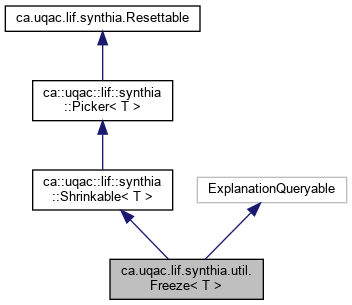 ca.uqac.lif.synthia.Resettable
ca::uqac::lif::synthia
::Picker< T >
ca::uqac::lif::synthia
::Shrinkable< T >
ExplanationQueryable
ca.uqac.lif.synthia.util.
Freeze< T >